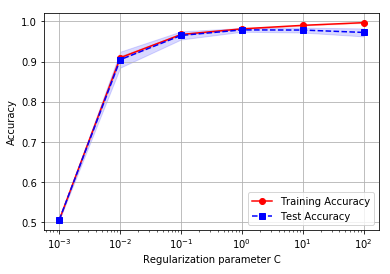 1.0
0.9
0.8
0.7
0.6
0.5
Accuracy
10⁻³ 10⁻² 10⁻¹ 10⁰ 10¹ 10²
Regularization parameter C
Training Accuracy
Test Accuracy